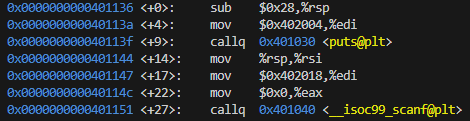 0x0000000000401136 <+0>: sub $0x28,%rsp
0x000000000040113a <+4>: mov $0x402004,%edi
0x000000000040113f <+9>: callq 0x401030 <puts@plt>
0x0000000000401144 <+14>: mov %rsp,%rsi
0x0000000000401147 <+17>: mov $0x402018,%edi
0x000000000040114c <+22>: mov $0x0,%eax
0x0000000000401151 <+27>: callq 0x401040 <__isoc99_scanf@plt>